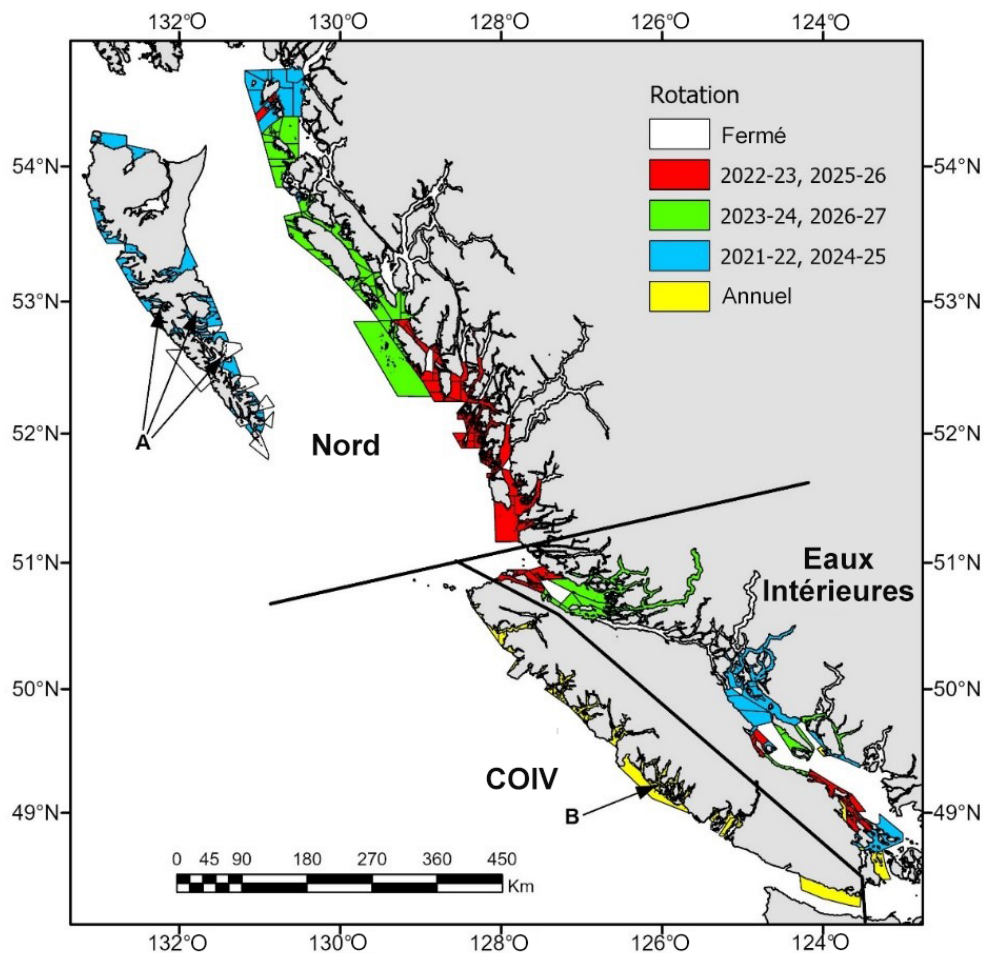 132°O 130°O 128°O 126°O 124°O
Rotation
Fermé
2022-23, 2025-26
2023-24, 2026-27
2021-22, 2024-25
Annuel
54°N 54°N
53°N 53°N
52°N 52°N
51°N 51°N
50°N 50°N
49°N 49°N
A
Nord
Eaux
Intérieures
COIV
B
0 45 90 180 270 360 450
Km
132°O 130°O 128°O 126°O 124°O